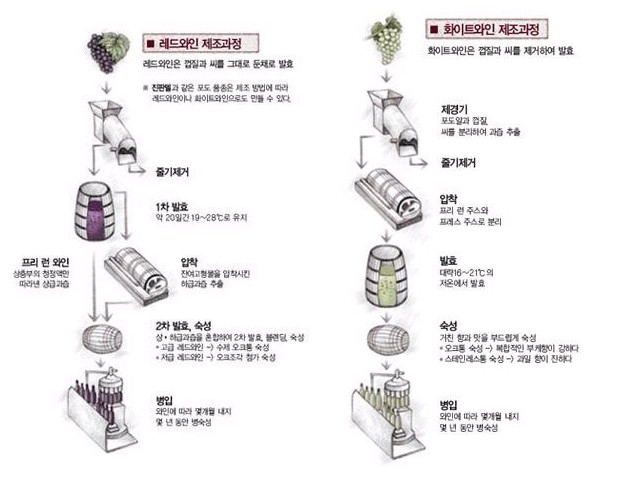 ■ 레드와인 제조과정
레드와인은 껍질과 씨를 그대로 둔채로 발효
※ 진판델과 같은 포도 품종은 제조 방법에 따라
레드와인이나 화이트와인으로도 만들 수 있다.
줄기제거
1차 발효
약 20일간 19~28℃로 유지
프리 런 와인
상층부의 청정액만
따라낸 상급과즙
압착
잔여고형물을 압착시킨
하급과즙 추출
2차 발효, 숙성
상·하급과즙을 혼합하여 2차 발효, 블렌딩, 숙성
* 고급 레드와인 -> 수제 오크통 숙성
* 저급 레드와인 -> 오크조각 첨가 숙성
병입
와인에 따라 몇개월 내지
몇 년 동안 병숙성
■ 화이트와인 제조과정
화이트와인은 껍질과 씨를 제거하여 발효
제경기
포도알과 껍질,
씨를 분리하여 과즙 추출
줄기제거
압착
프리 런 주스와
프레스 주스로 분리
발효
대략16~21℃의
저온에서 발효
숙성
거친 향과 맛을 부드럽게 숙성
* 오크통 숙성 -> 복합적인 부케향이 강하다
* 스테인레스통 숙성 -> 과일 향이 진하다
병입
와인에 따라 몇개월 내지
몇 년 동안 병숙성